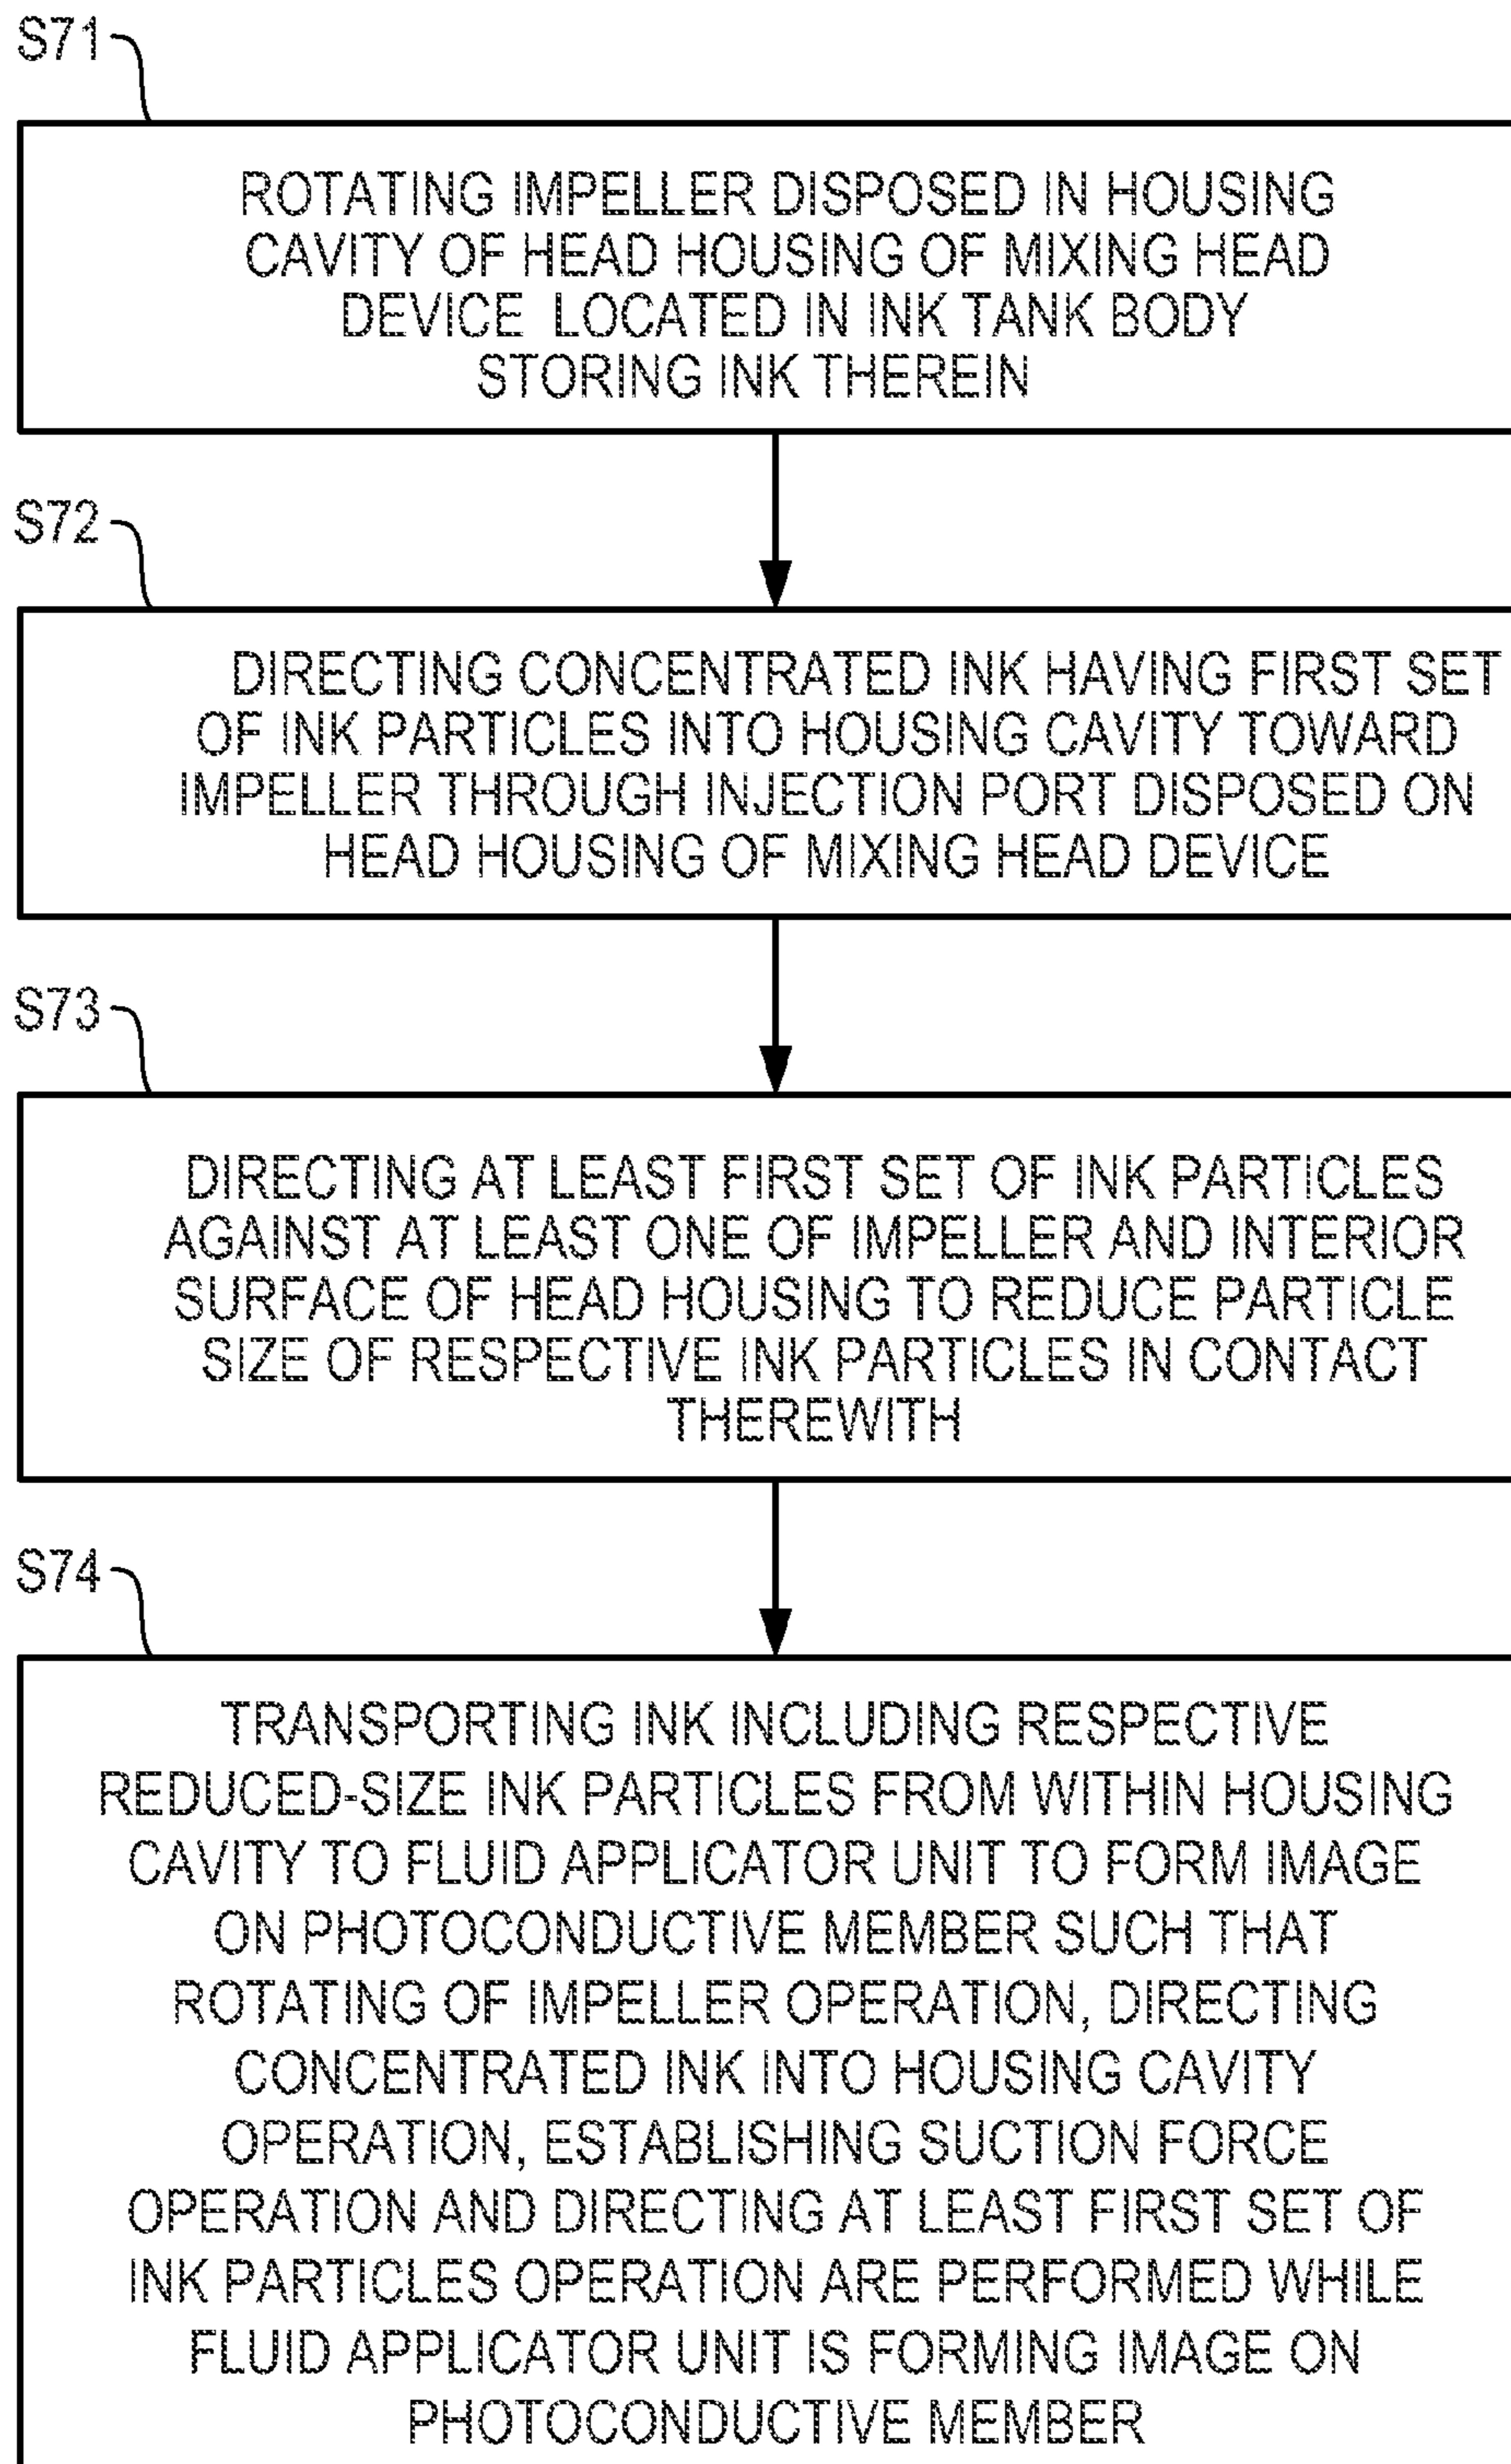 S71
ROTATING IMPELLER DISPOSED IN HOUSING
CAVITY OF HEAD HOUSING OF MIXING HEAD
DEVICE LOCATED IN INK TANK BODY
STORING INK THEREIN
S72
DIRECTING CONCENTRATED INK HAVING FIRST SET
OF INK PARTICLES INTO HOUSING CAVITY TOWARD
IMPELLER THROUGH INJECTION PORT DISPOSED ON
HEAD HOUSING OF MIXING HEAD DEVICE
S73
DIRECTING AT LEAST FIRST SET OF INK PARTICLES
AGAINST AT LEAST ONE OF IMPELLER AND INTERIOR
SURFACE OF HEAD HOUSING TO REDUCE PARTICLE
SIZE OF RESPECTIVE INK PARTICLES IN CONTACT
THEREWITH
S74
TRANSPORTING INK INCLUDING RESPECTIVE
REDUCED-SIZE INK PARTICLES FROM WITHIN HOUSING
CAVITY TO FLUID APPLICATOR UNIT TO FORM IMAGE
ON PHOTOCONDUCTIVE MEMBER SUCH THAT
ROTATING OF IMPELLER OPERATION, DIRECTING
CONCENTRATED INK INTO HOUSING CAVITY
OPERATION, ESTABLISHING SUCTION FORCE
OPERATION AND DIRECTING AT LEAST FIRST SET OF
INK PARTICLES OPERATION ARE PERFORMED WHILE
FLUID APPLICATOR UNIT IS FORMING IMAGE ON
PHOTOCONDUCTIVE MEMBER